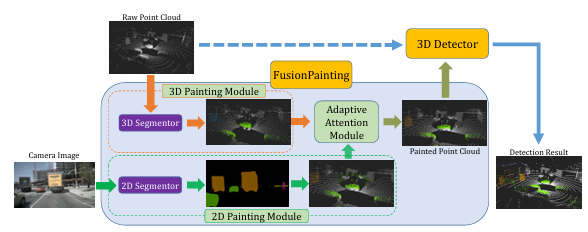 Raw Point Cloud
3D Detector
FusionPainting
3D Painting Module
3D Segmentor
Adaptive
Attention
Module
Painted Point Cloud
Camera Image
Detection Result
2D Segmentor
2D Painting Module